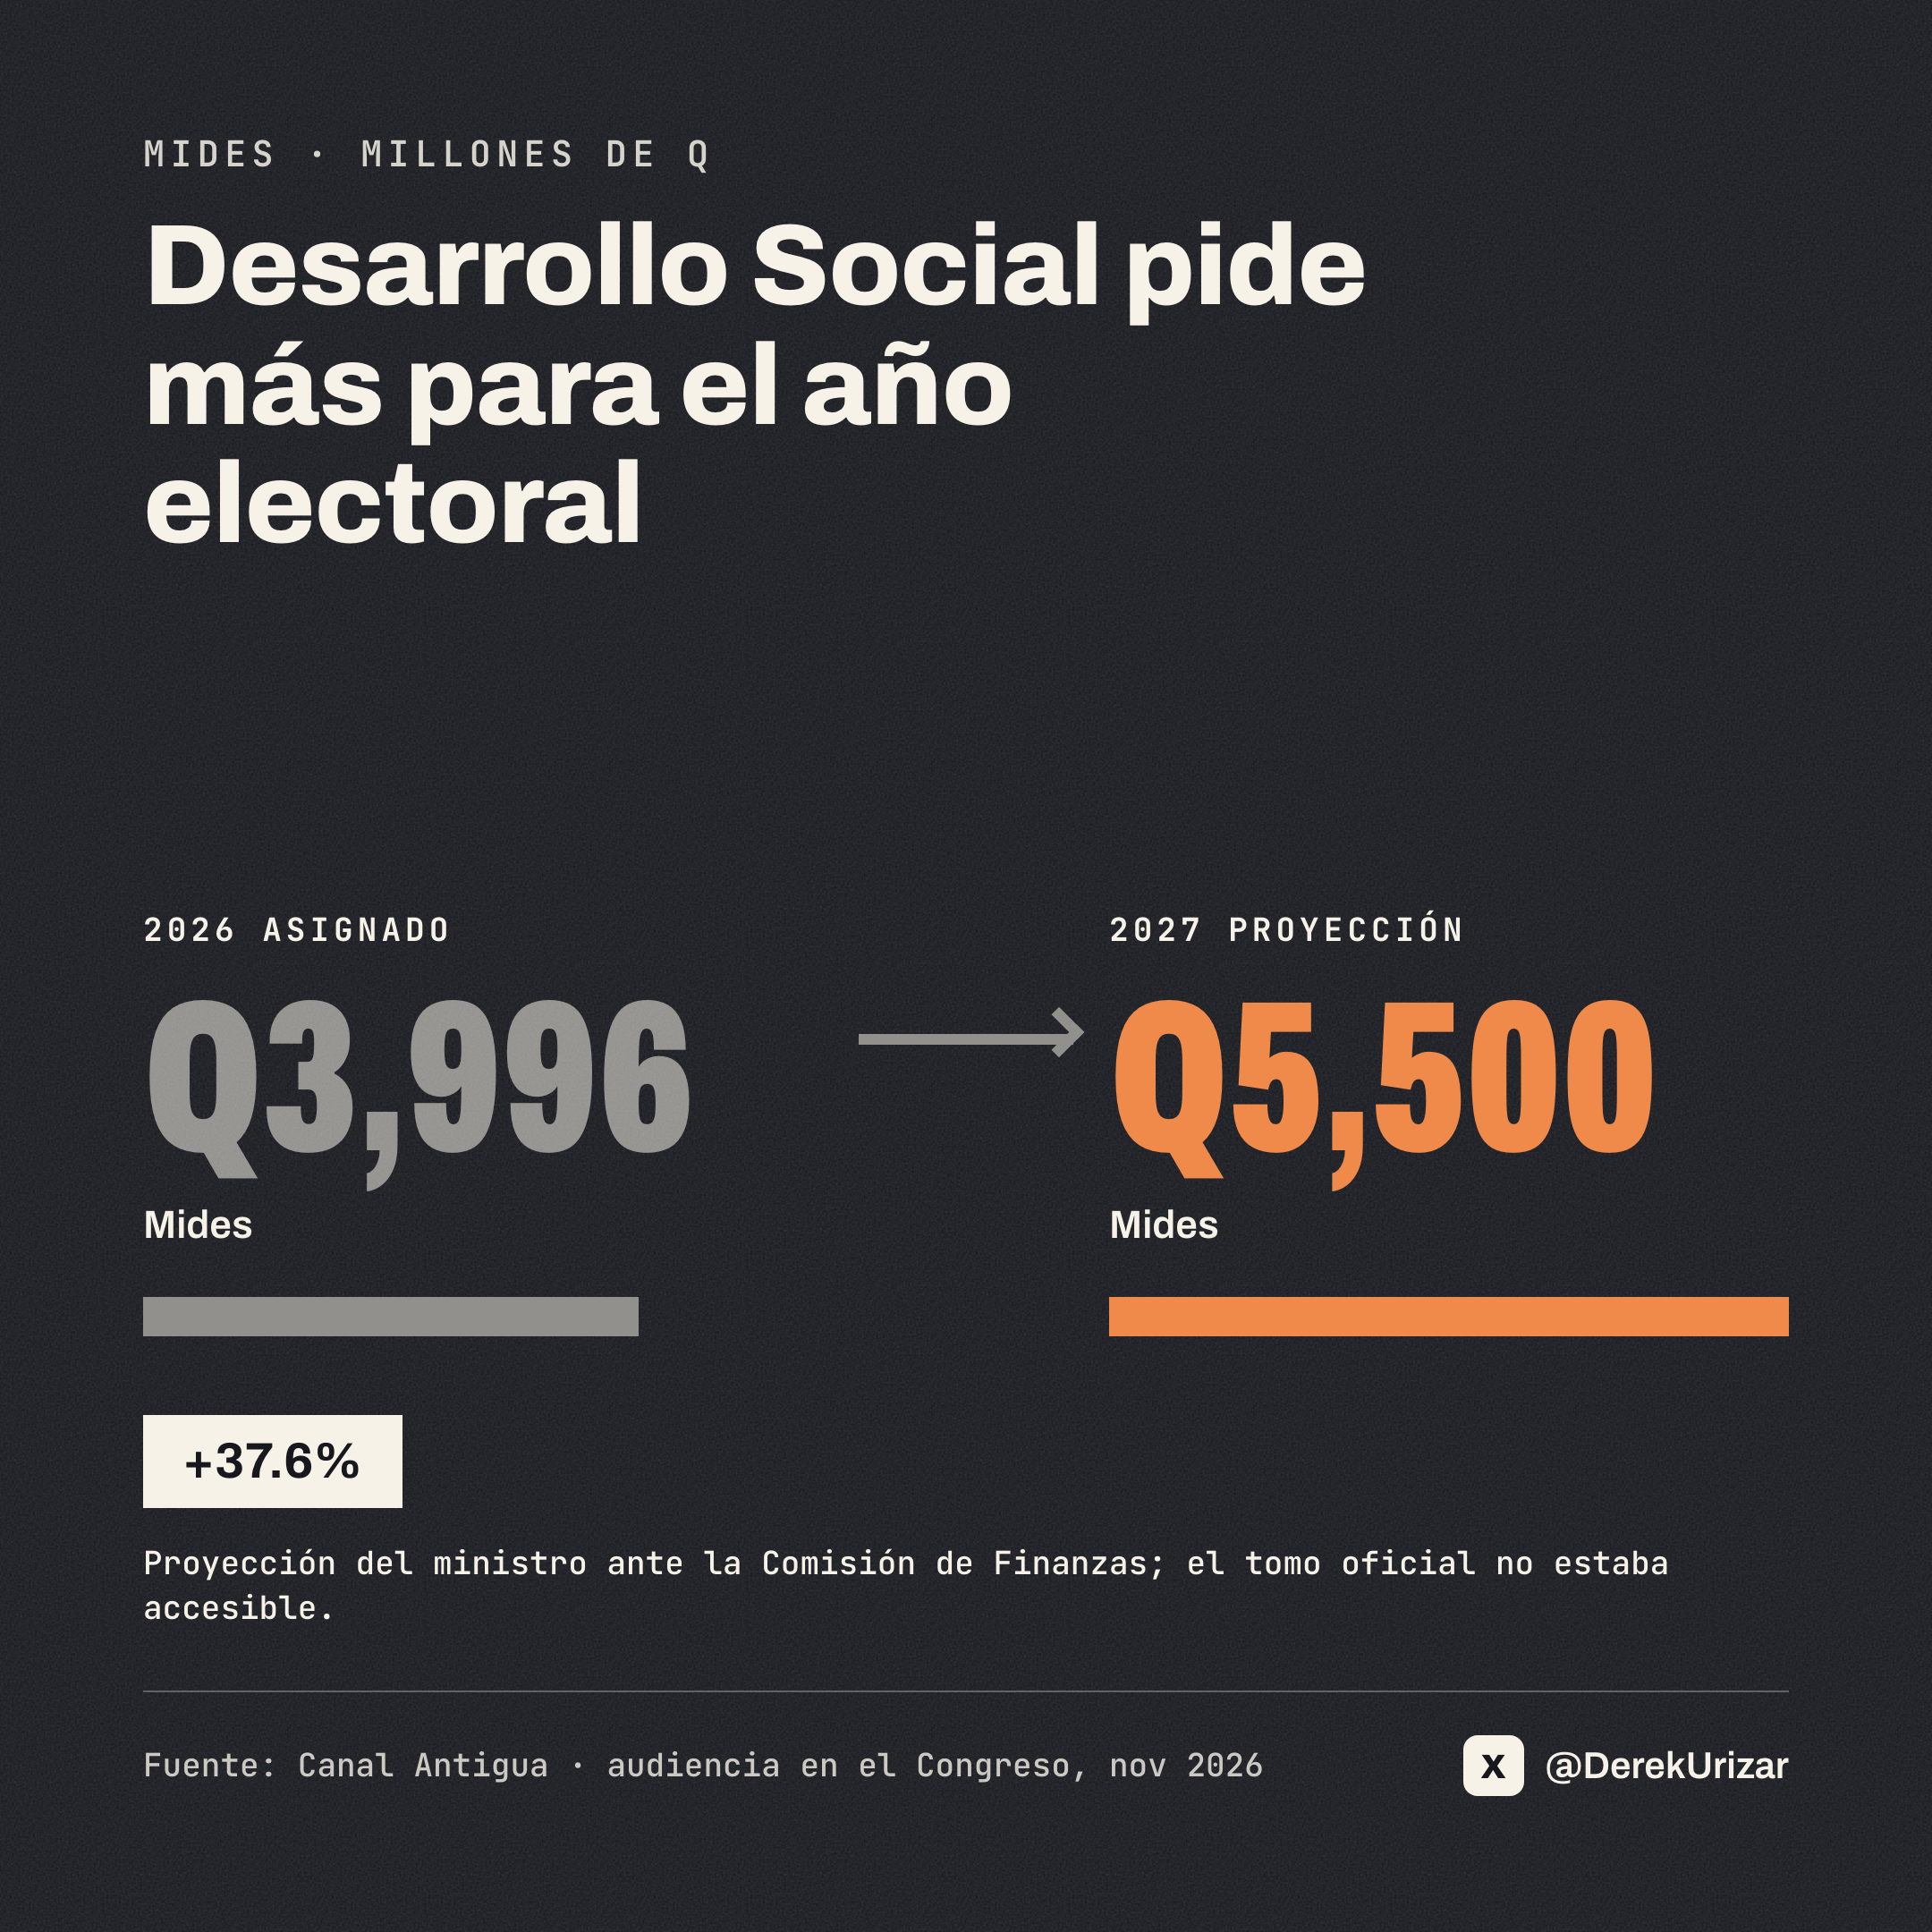 MIDES · MILLONES DE Q
Desarrollo Social pide
más para el año
electoral
2026 ASIGNADO
2027 PROYECCIÓN
Q3,996
Q5,500
Mides
Mides
+37.6%
Proyección del ministro ante la Comisión de Finanzas; el tomo oficial no estaba
accesible.
Fuente: Canal Antigua · audiencia en el Congreso, nov 2026
X @DerekUrizar